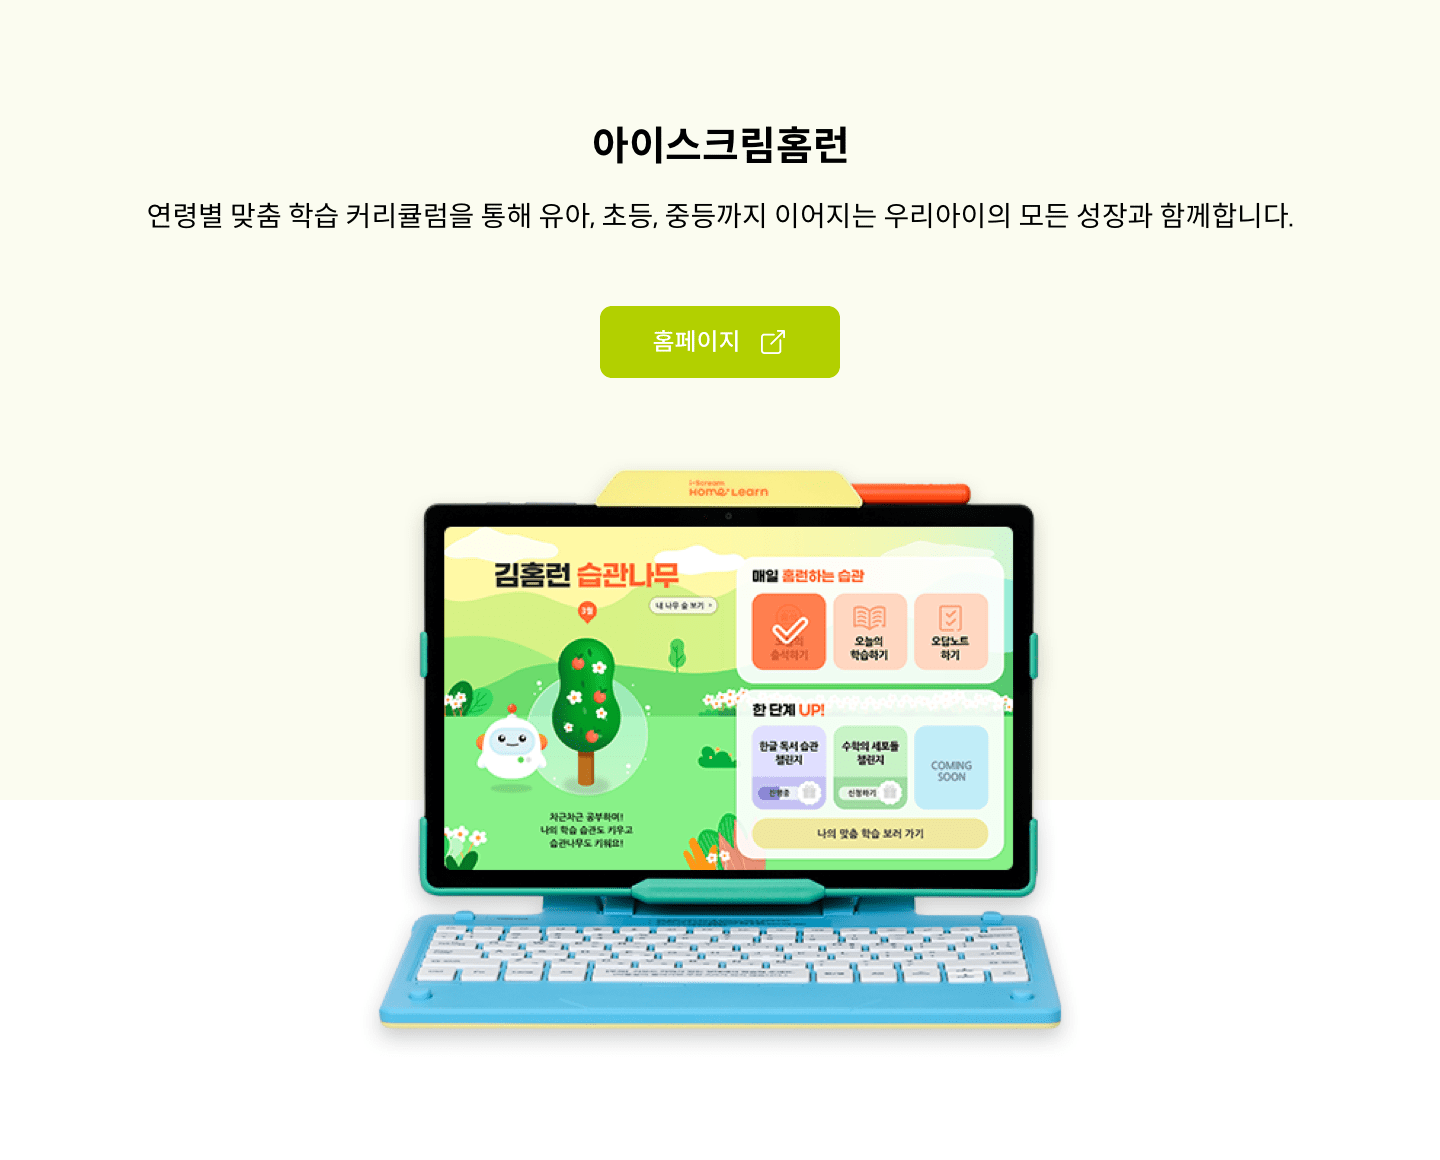 아이스크림홈런
연령별 맞춤 학습 커리큘럼을 통해 유아, 초등, 중등까지 이어지는 우리아이의 모든 성장과 함께합니다.
홈페이지
i-Scream
Home Learn
김홈런 습관나무
내 나무 숲 보기 >
3월
차근차근 공부하며!
나의 학습 습관도 키우고
습관나무도 키워요!
매일 홈런하는 습관
오늘의
출석하기
오늘의
학습하기
오답노트
하기
한 단계 UP!
한글 독서 습관
챌린지
진행중
수학의 세포들
챌린지
신청하기
COMING
SOON
나의 맞춤 학습 보러 가기